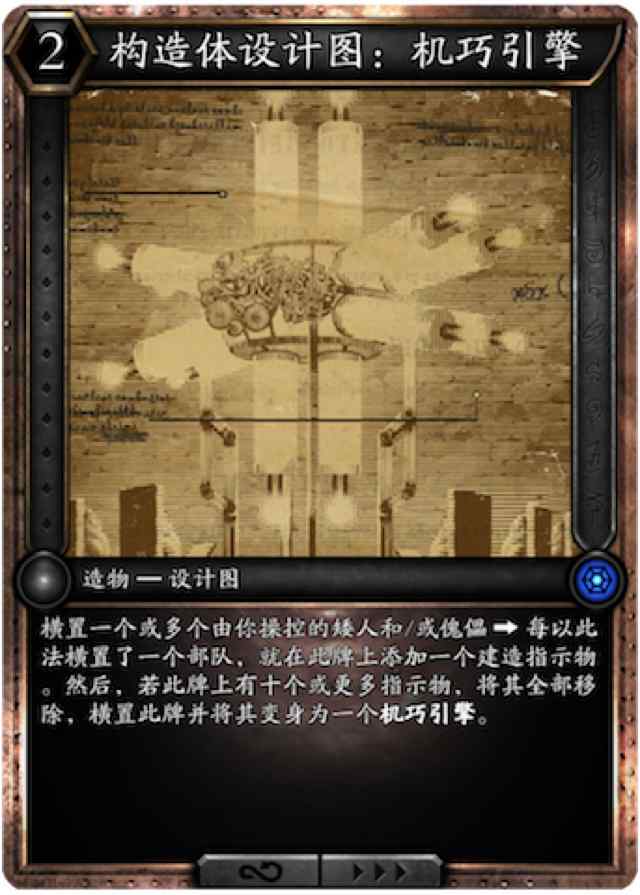 2
构造体设计图：机巧引擎
造物 — 设计图
横置一个或多个由你操控的矮人和/或傀儡➡每以此
法横置了一个部队，就在此牌上添加一个建造指示物
。然后，若此牌上有十个或更多指示物，将其全部移
除，横置此牌并将其变身为一个机巧引擎。